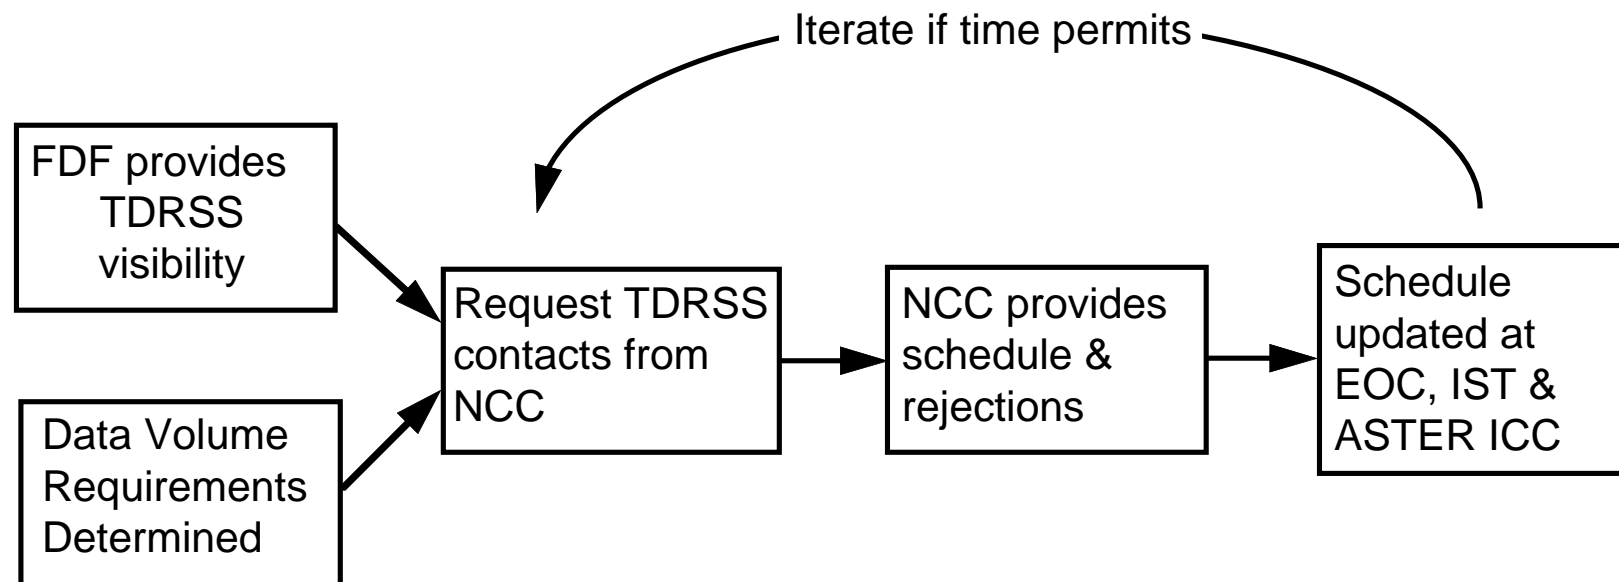 Iterate if time permits
FDF provides
TDRSS
visibility
Data Volume
Requirements
Determined
Request TDRSS
contacts from
NCC
NCC provides
schedule &
rejections
Schedule
updated at
EOC, IST &
ASTER ICC